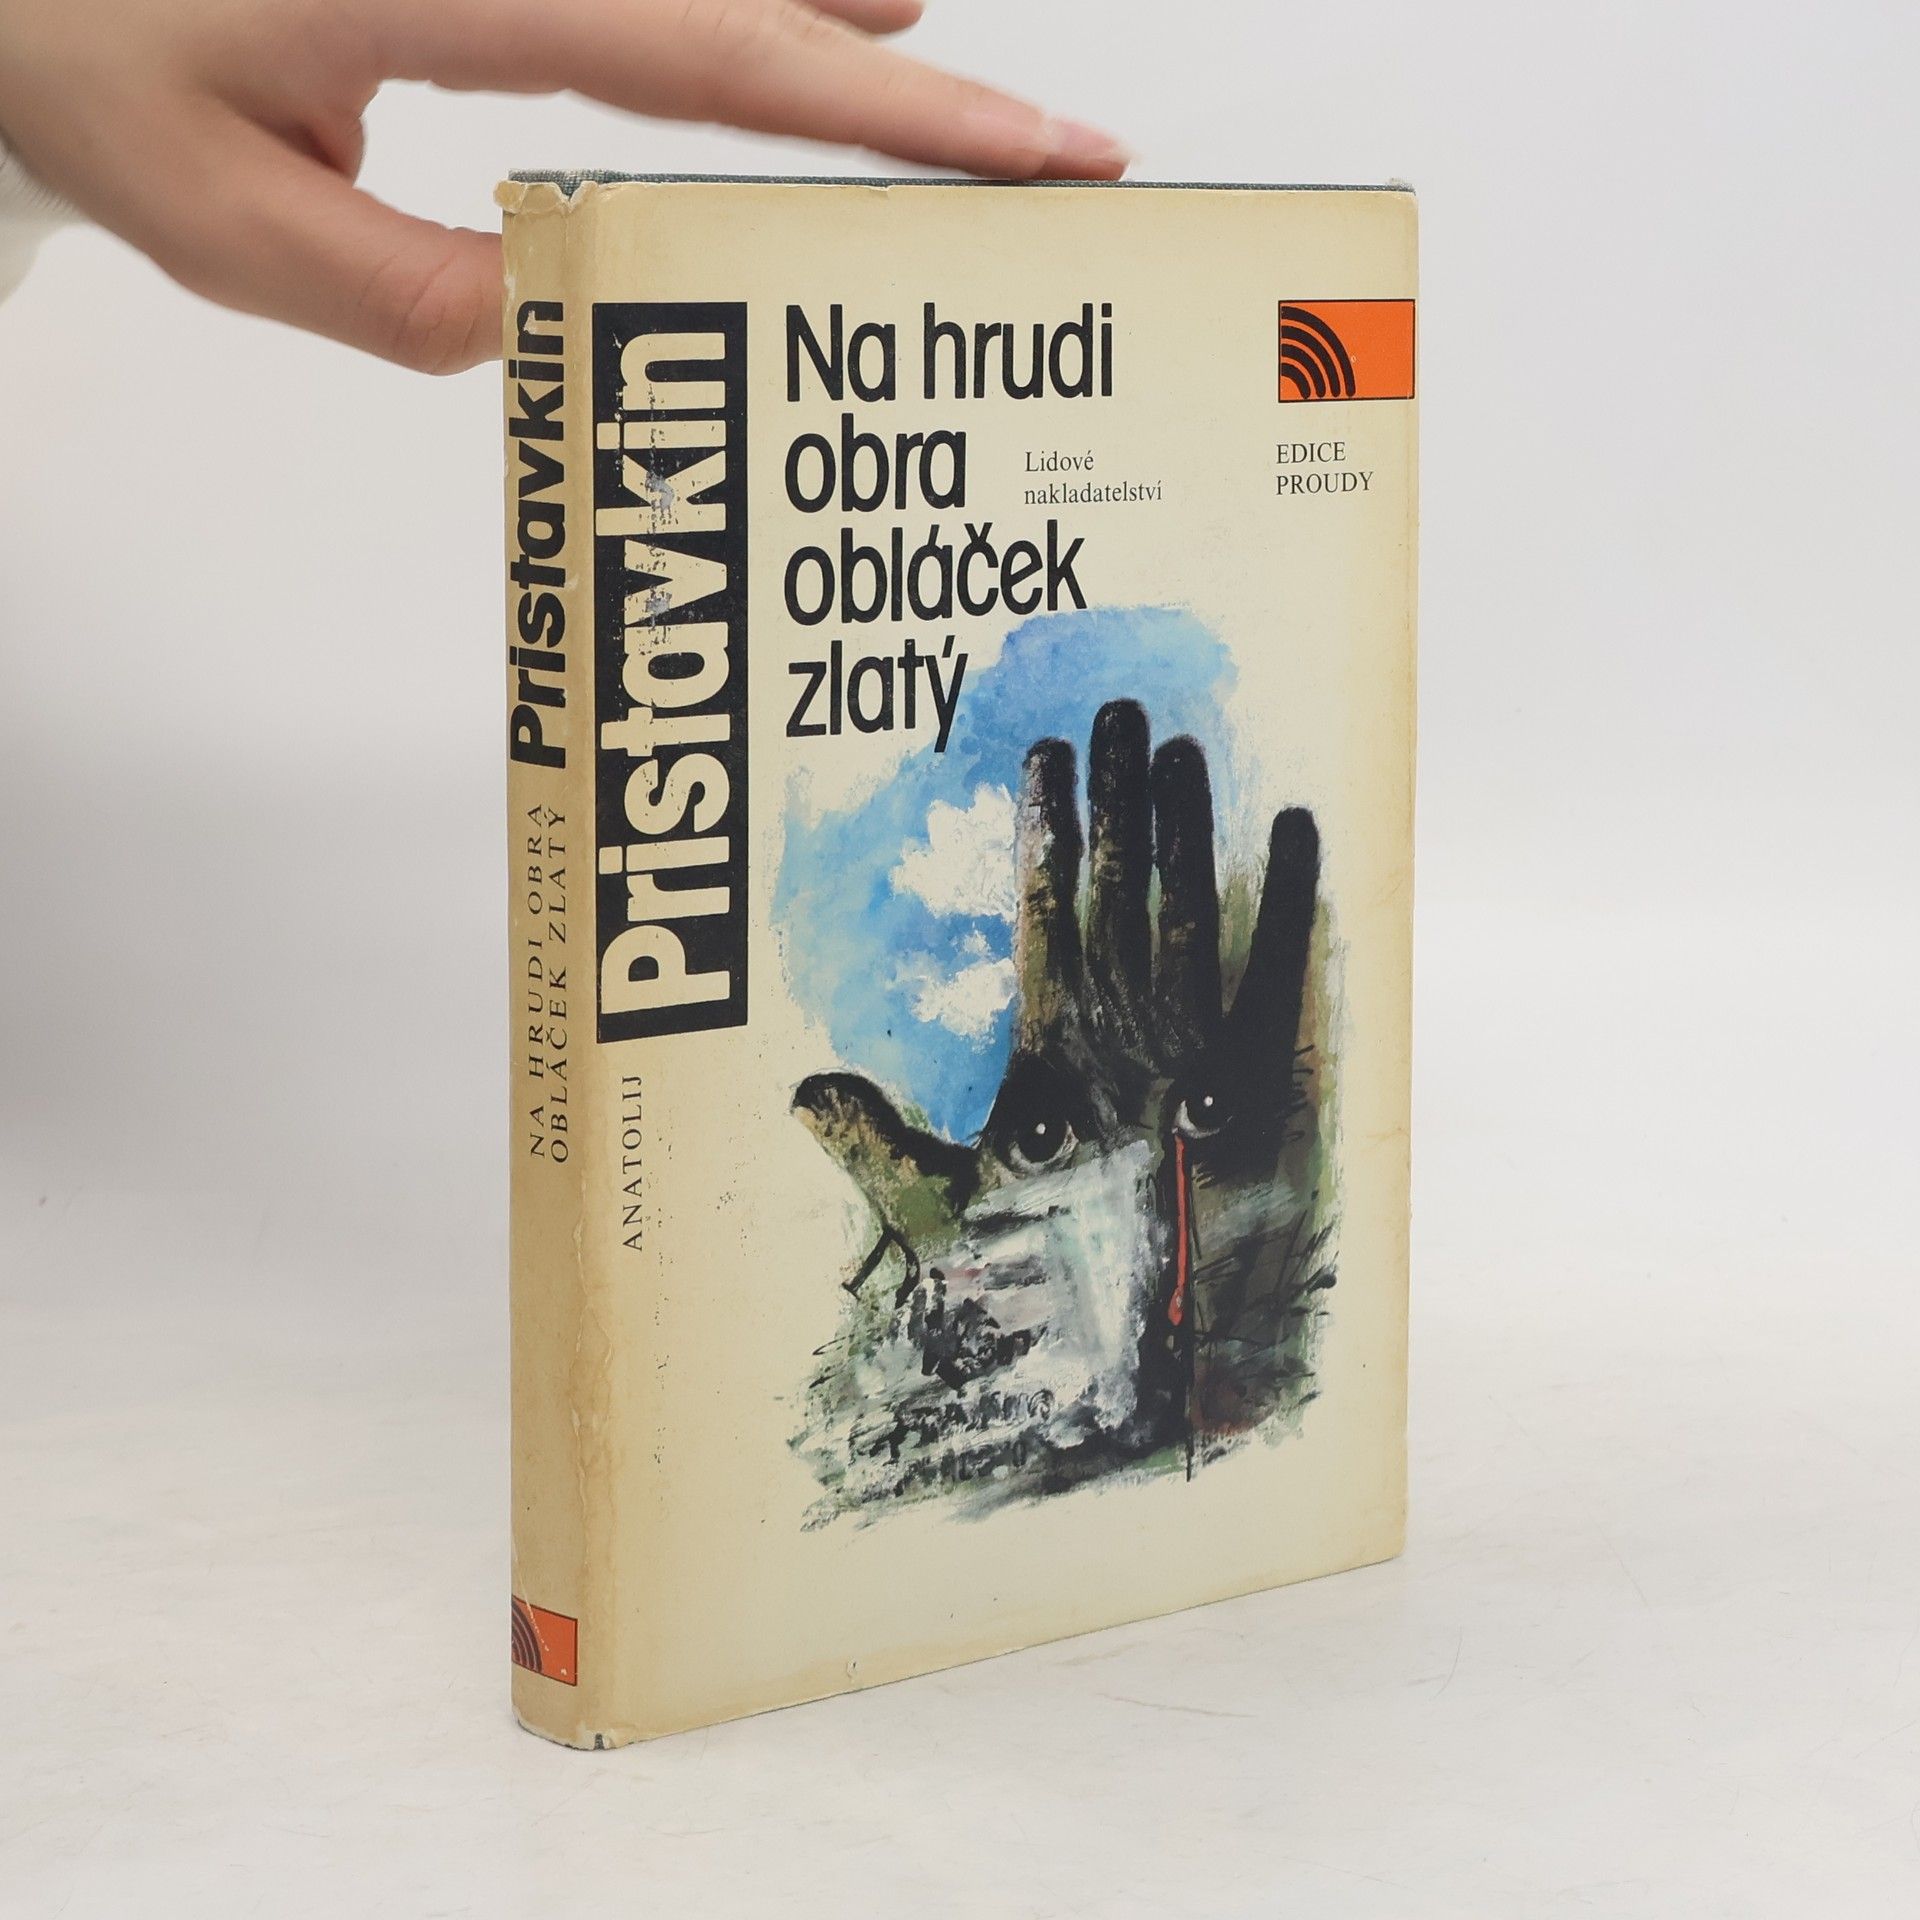 Pristavkin
NA HRUDI OBRA
OBLÁČEK ZLATÝ
Pristavkin
ANATOLIJ
Na hrudi
obra
obláček
zlatý
Lidové
nakladatelství
EDICE
PROUDY